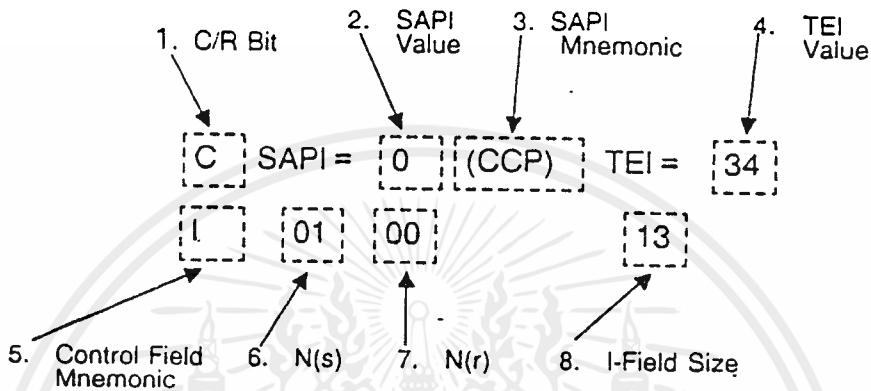 1. C/R Bit
2. SAPI Value
3. SAPI Mnemonic
4. TEI Value
C SAPI = 0 (CCP) TEI = 34
I 01 00 13
5. Control Field Mnemonic
6. N(s)
7. N(r)
8. I-Field Size